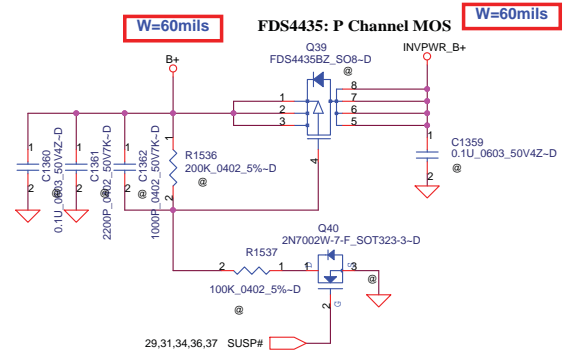 W=60mils
FDS4435: P Channel MOS
W=60mils
B+
Q39
FDS4435BZ_SO8~D
@
INVPWR_B+
1
2
3
8
7
6
5
4
1
2
C1360
0.1U_0603_50V4Z~D
@
1
2
C1361
2200P_0402_50V7K~D
@
1
2
C1362
1000P_0402_50V7K~D
@
1
R1536
200K_0402_5%~D
@
2
1
C1359
0.1U_0603_50V4Z~D
@
2
Q40
2N7002W-7-F_SOT323-3~D
R1537
2
1
1
D
S
3
@
100K_0402_5%~D
@
2
G
29,31,34,36,37 SUSP#